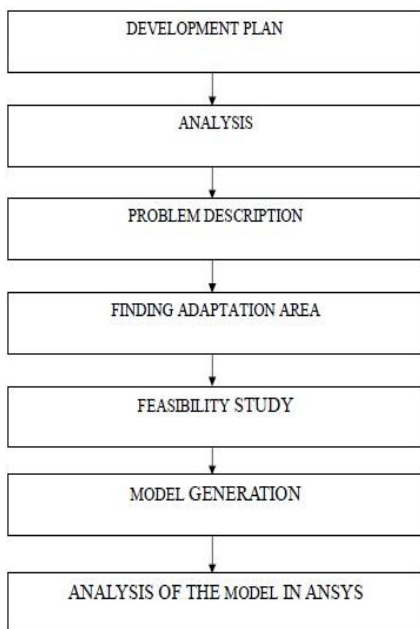 DEVELOPMENT PLAN
ANALYSIS
PROBLEM DESCRIPTION
FINDING ADAPTATION AREA
FEASIBILITY STUDY
MODEL GENERATION
ANALYSIS OF THE MODEL IN ANSYS